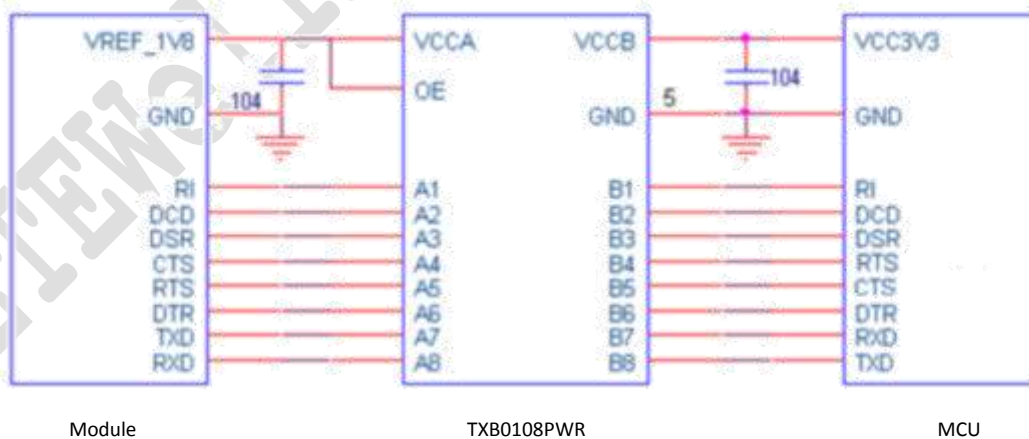 VREF_1V8 VCCA VCCB VCC3V3
104 104
OE
GND 5 GND GND
RI A1 B1 RI
DCD A2 B2 DCD
DSR A3 B3 DSR
CTS A4 B4 RTS
RTS A5 B5 CTS
DTR A6 B6 DTR
TXD A7 B7 RXD
RXD A8 B8 TXD
Module TXB0108PWR MCU